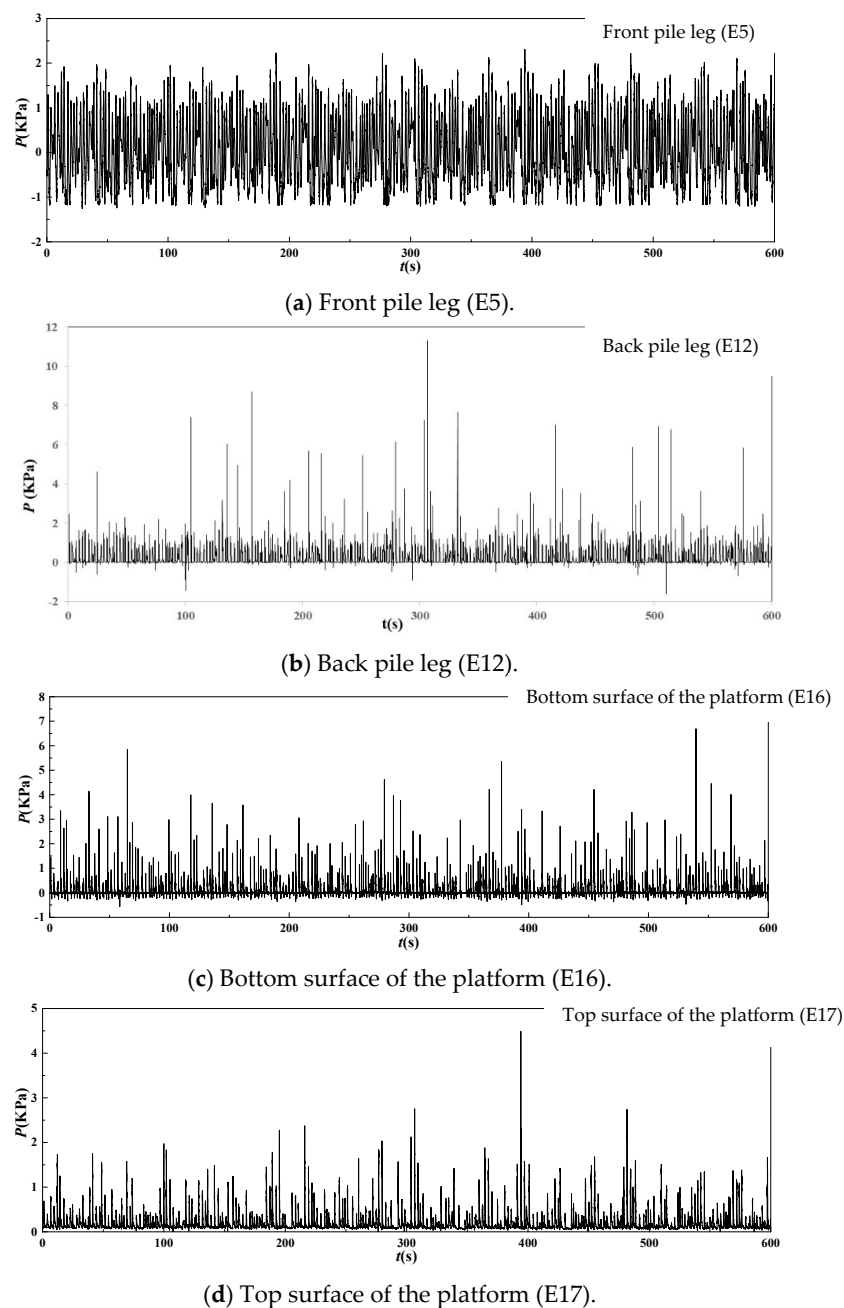 Front pile leg (E5)
3
2
1
0
-1
-2
P(KPa)
0 100 200 300 400 500 600
t(s)
(a) Front pile leg (E5).
Back pile leg (E12)
12
10
8
6
4
2
0
-2
P (KPa)
0 100 200 300 400 500 600
t(s)
(b) Back pile leg (E12).
Bottom surface of the platform (E16)
8
7
6
5
4
3
2
1
0
-1
P(KPa)
0 100 200 300 400 500 600
t(s)
(c) Bottom surface of the platform (E16).
Top surface of the platform (E17)
5
4
3
2
1
0
P(KPa)
0 100 200 300 400 500 600
t(s)
(d) Top surface of the platform (E17).